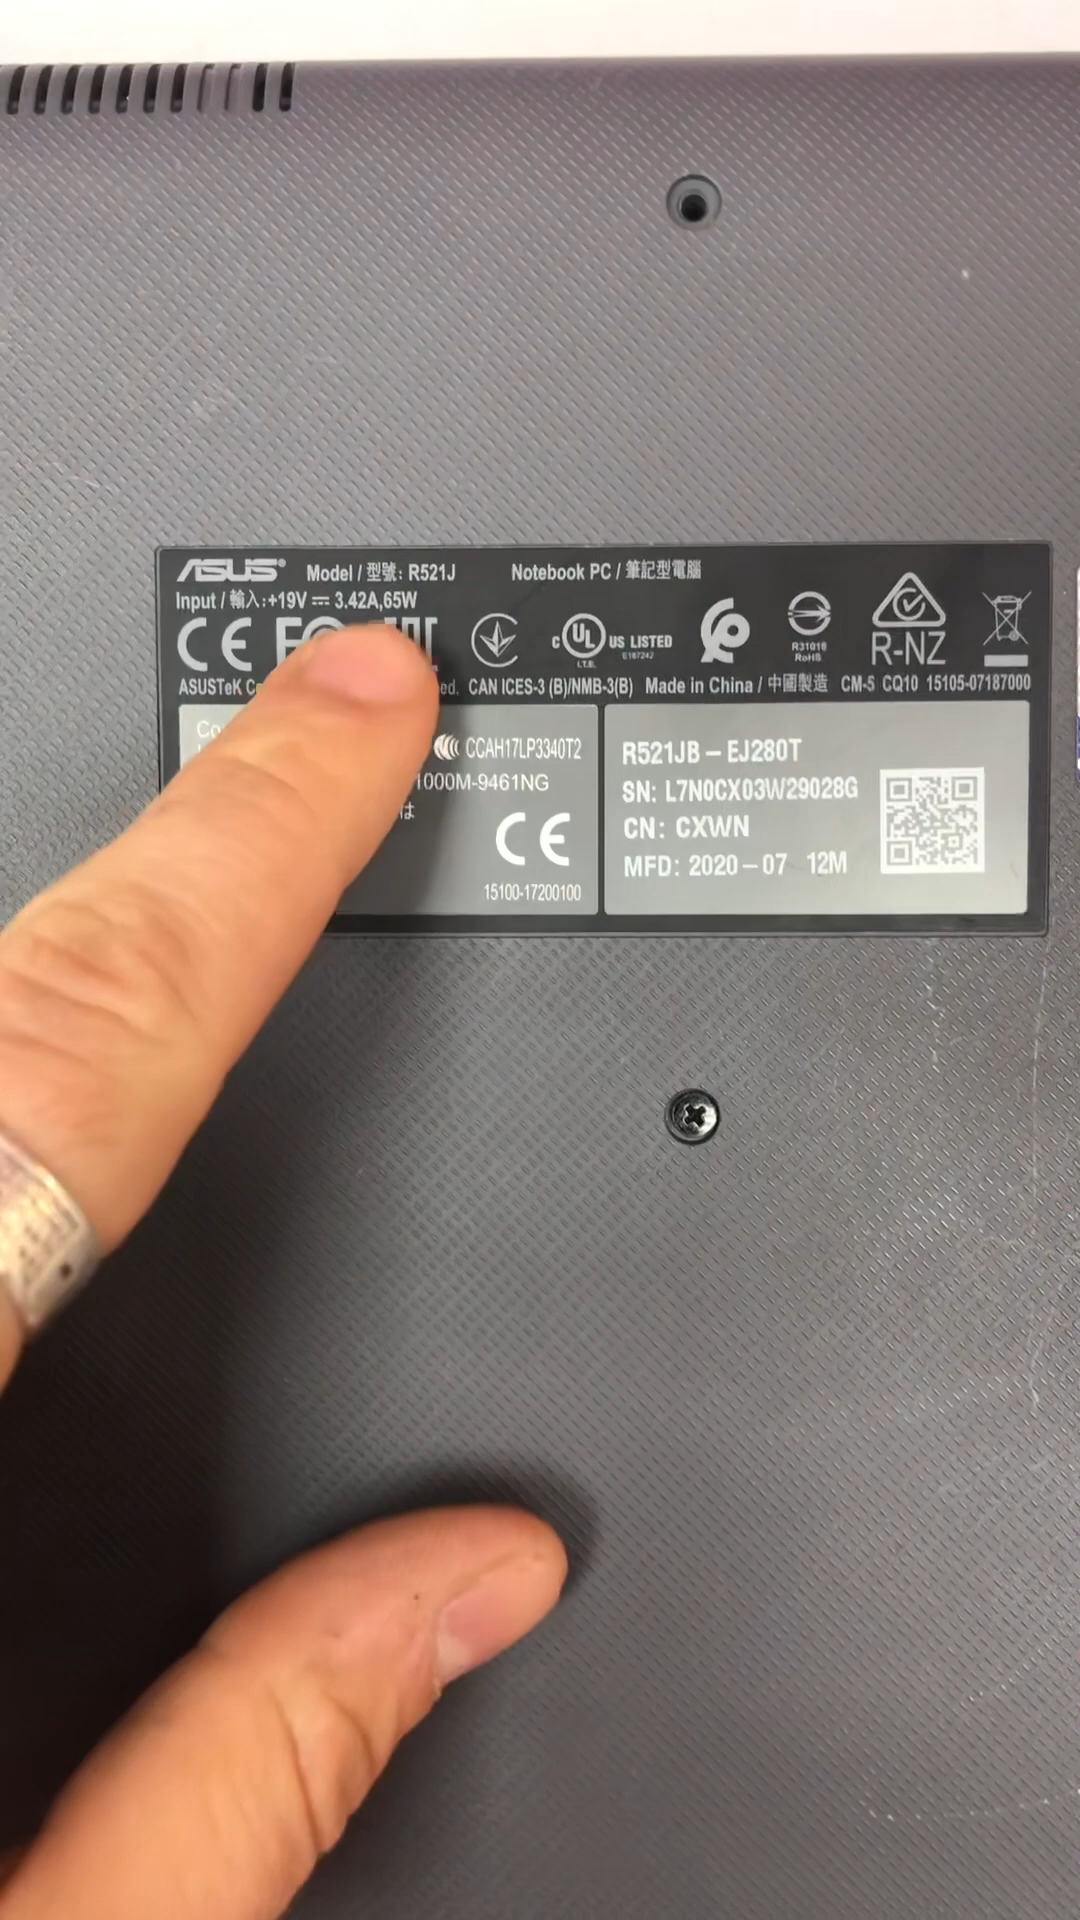 ASUS® Model / 型號: R521J Notebook PC / 筆記型電腦
Input / 輸入:+19V ⎓ 3.42A,65W
CE
c UL US LISTED
I.T.E. E187242
R31018
RoHS
R-NZ
ASUSTeK CAN ICES-3 (B)/NMB-3(B) Made in China / 中國製造 CM-5 CQ10 15105-07187000
CCAH17LP3340T2
1000M-9461NG
は
CE
15100-17200100
R521JB-EJ280T
SN: L7N0CX03W29028G
CN: CXWN
MFD: 2020-07 12M